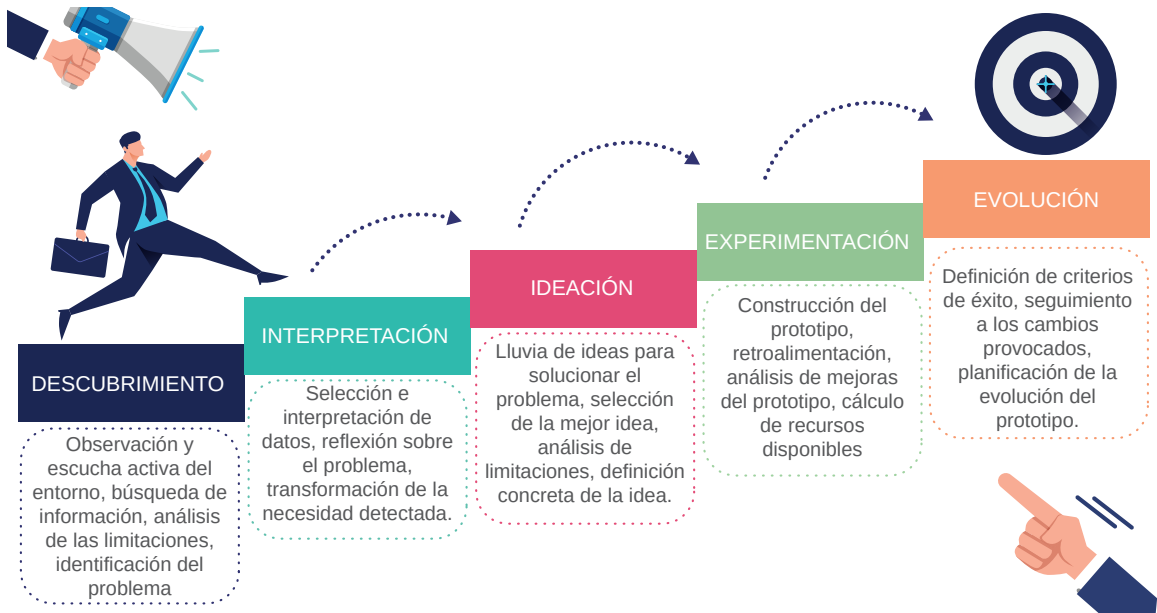 DESCUBRIMIENTO
Observación y
escucha activa del
entorno, búsqueda de
información, análisis
de las limitaciones,
identificación del
problema
INTERPRETACIÓN
Selección e
interpretación de
datos, reflexión sobre
el problema,
transformación de la
necesidad detectada.
IDEACIÓN
Lluvia de ideas para
solucionar el
problema, selección
de la mejor idea,
análisis de
limitaciones, definición
concreta de la idea.
EXPERIMENTACIÓN
Construcción del
prototipo,
retroalimentación,
análisis de mejoras
del prototipo, cálculo
de recursos
disponibles
EVOLUCIÓN
Definición de criterios
de éxito, seguimiento
a los cambios
provocados,
planificación de la
evolución del
prototipo.